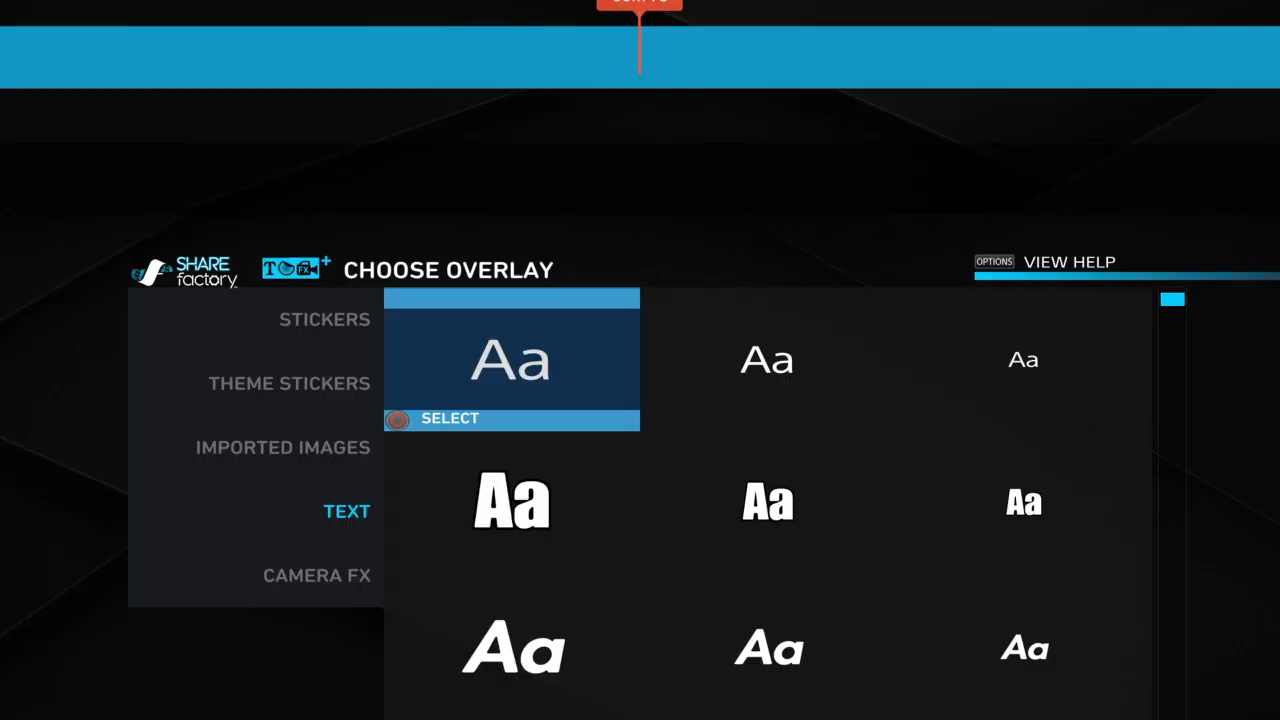 SHARE
factory
T FX + CHOOSE OVERLAY
OPTIONS VIEW HELP
STICKERS
THEME STICKERS
IMPORTED IMAGES
TEXT
CAMERA FX
Aa Aa Aa
SELECT
Aa Aa Aa
Aa Aa Aa